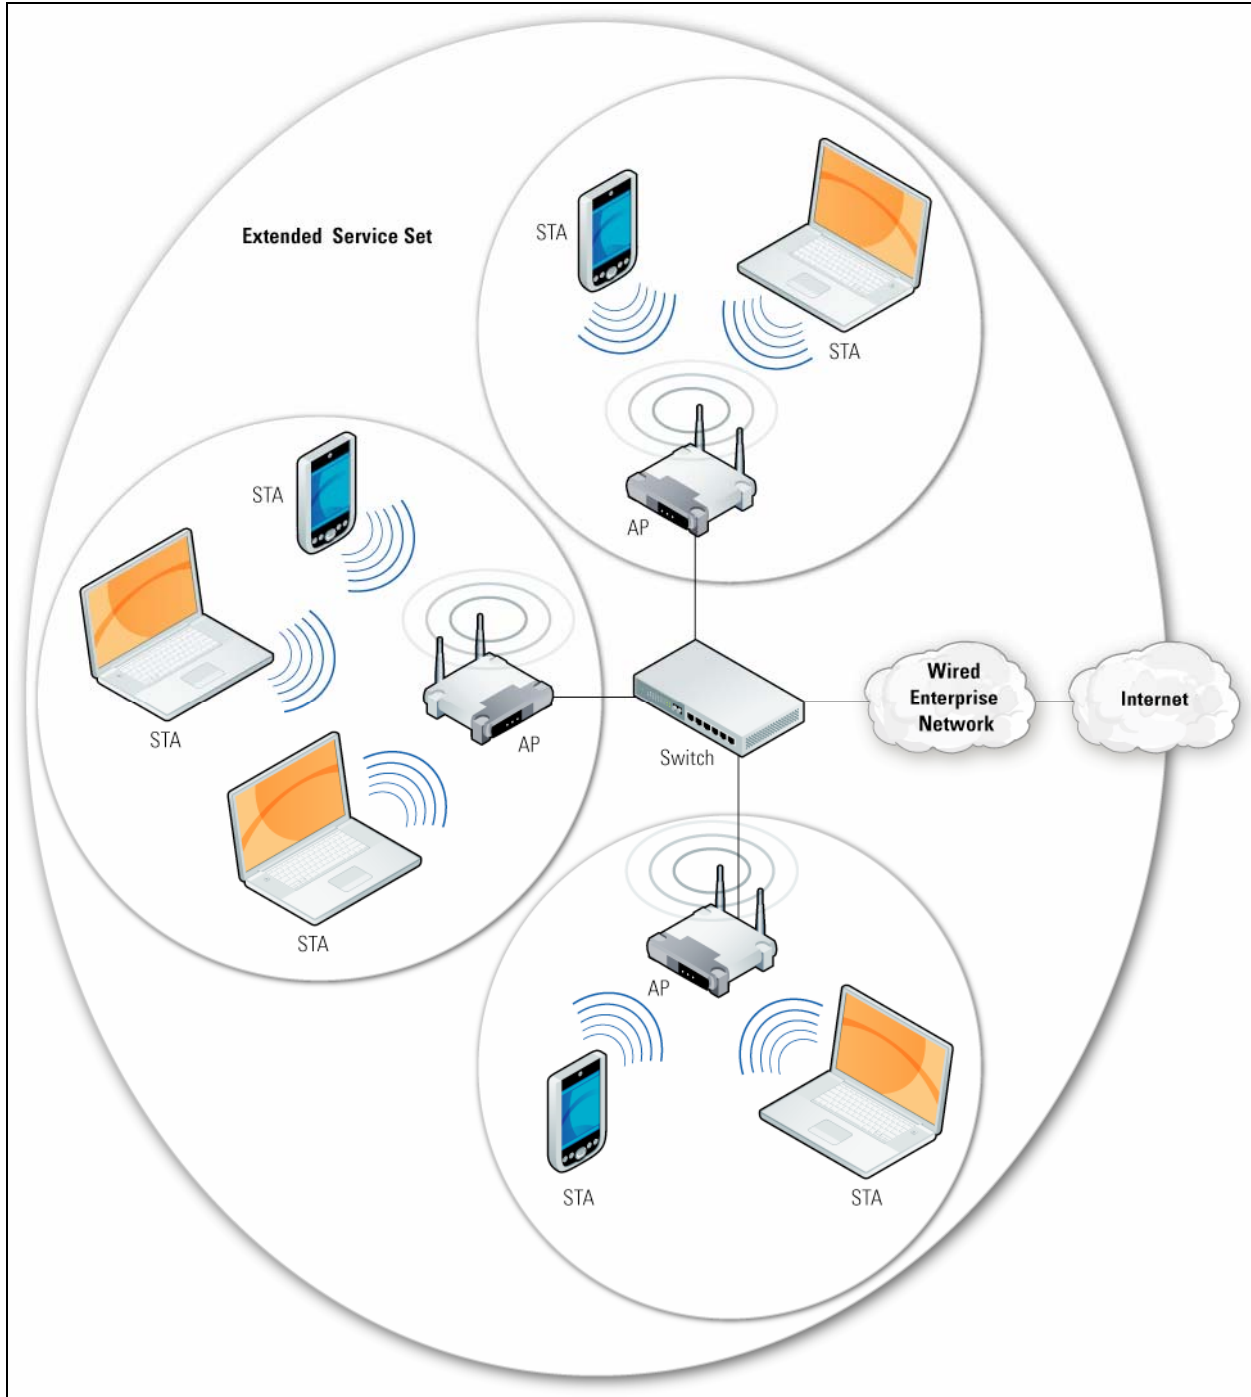 Extended Service Set
STA
STA
AP
STA
STA
AP
STA
Switch
Wired
Enterprise
Network
Internet
AP
STA
STA